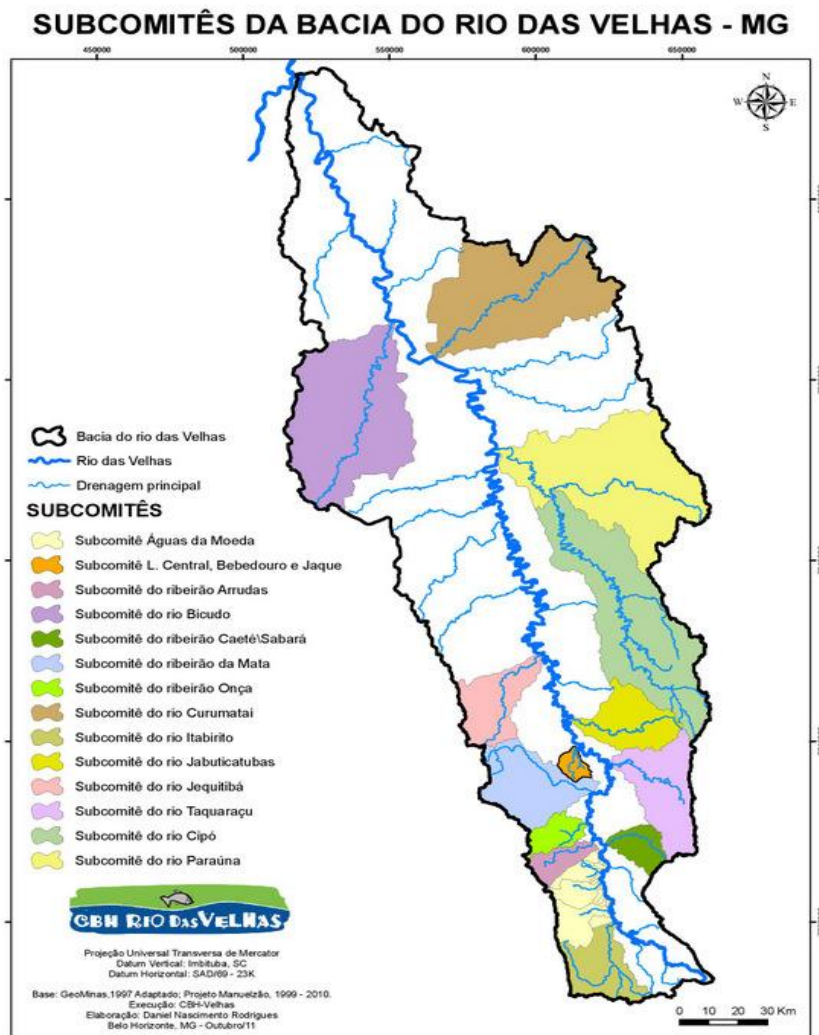 SUBCOMITÊS DA BACIA DO RIO DAS VELHAS - MG
450000 500000 550000 600000 650000
N
W E
S
Bacia do rio das Velhas
Rio das Velhas
Drenagem principal
SUBCOMITÊS
Subcomitê Águas da Moeda
Subcomitê L. Central, Bebedouro e Jaque
Subcomitê do ribeirão Arrudas
Subcomitê do rio Bicudo
Subcomitê do ribeirão Caeté\Sabará
Subcomitê do ribeirão da Mata
Subcomitê do ribeirão Onça
Subcomitê do rio Curumataí
Subcomitê do rio Itabirito
Subcomitê do rio Jabuticatubas
Subcomitê do rio Jequitibá
Subcomitê do rio Taquaraçu
Subcomitê do rio Cipó
Subcomitê do rio Paraúna
CBH RIO DAS VELHAS
Projeção Universal Transversa de Mercator
Datum Vertical: Imbituba, SC
Datum Horizontal: SAD/69 - 23K
Base: GeoMinas,1997 Adaptado; Projeto Manuelzão, 1999 - 2010.
Execução: CBH-Velhas
Elaboração: Daniel Nascimento Rodrigues
Belo Horizonte, MG - Outubro/11
0 10 20 30 Km